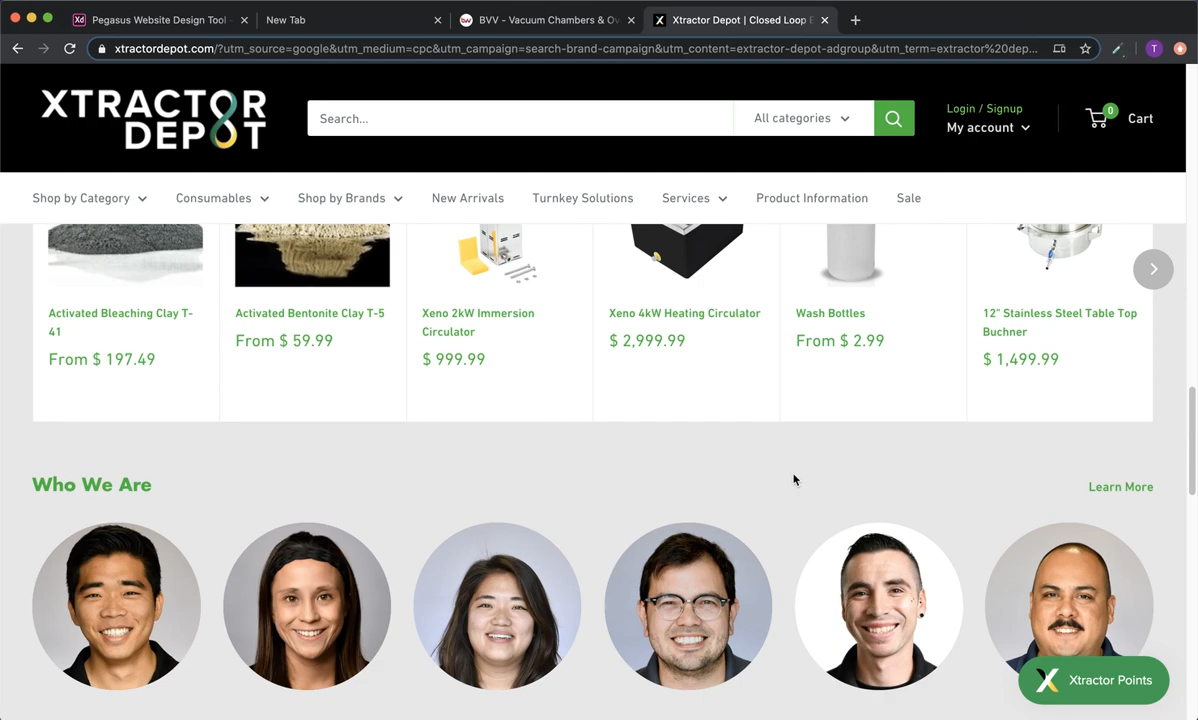 Pegasus Website Design Tool
New Tab
BVV - Vacuum Chambers & Ov
Xtractor Depot | Closed Loop E
xtractordepot.com/?utm_source=google&utm_medium=cpc&utm_campaign=search-brand-campaign&utm_content=extractor-depot-adgroup&utm_term=extractor%20dep...
T
XTRACTOR
DEPOT
Search...
All categories
Login / Signup
My account
0
Cart
Shop by Category
Consumables
Shop by Brands
New Arrivals
Turnkey Solutions
Services
Product Information
Sale
Activated Bleaching Clay T-
41
From $ 197.49
Activated Bentonite Clay T-5
From $ 59.99
Xeno 2kW Immersion
Circulator
$ 999.99
Xeno 4kW Heating Circulator
$ 2,999.99
Wash Bottles
From $ 2.99
12" Stainless Steel Table Top
Buchner
$ 1,499.99
Who We Are
Learn More
Xtractor Points